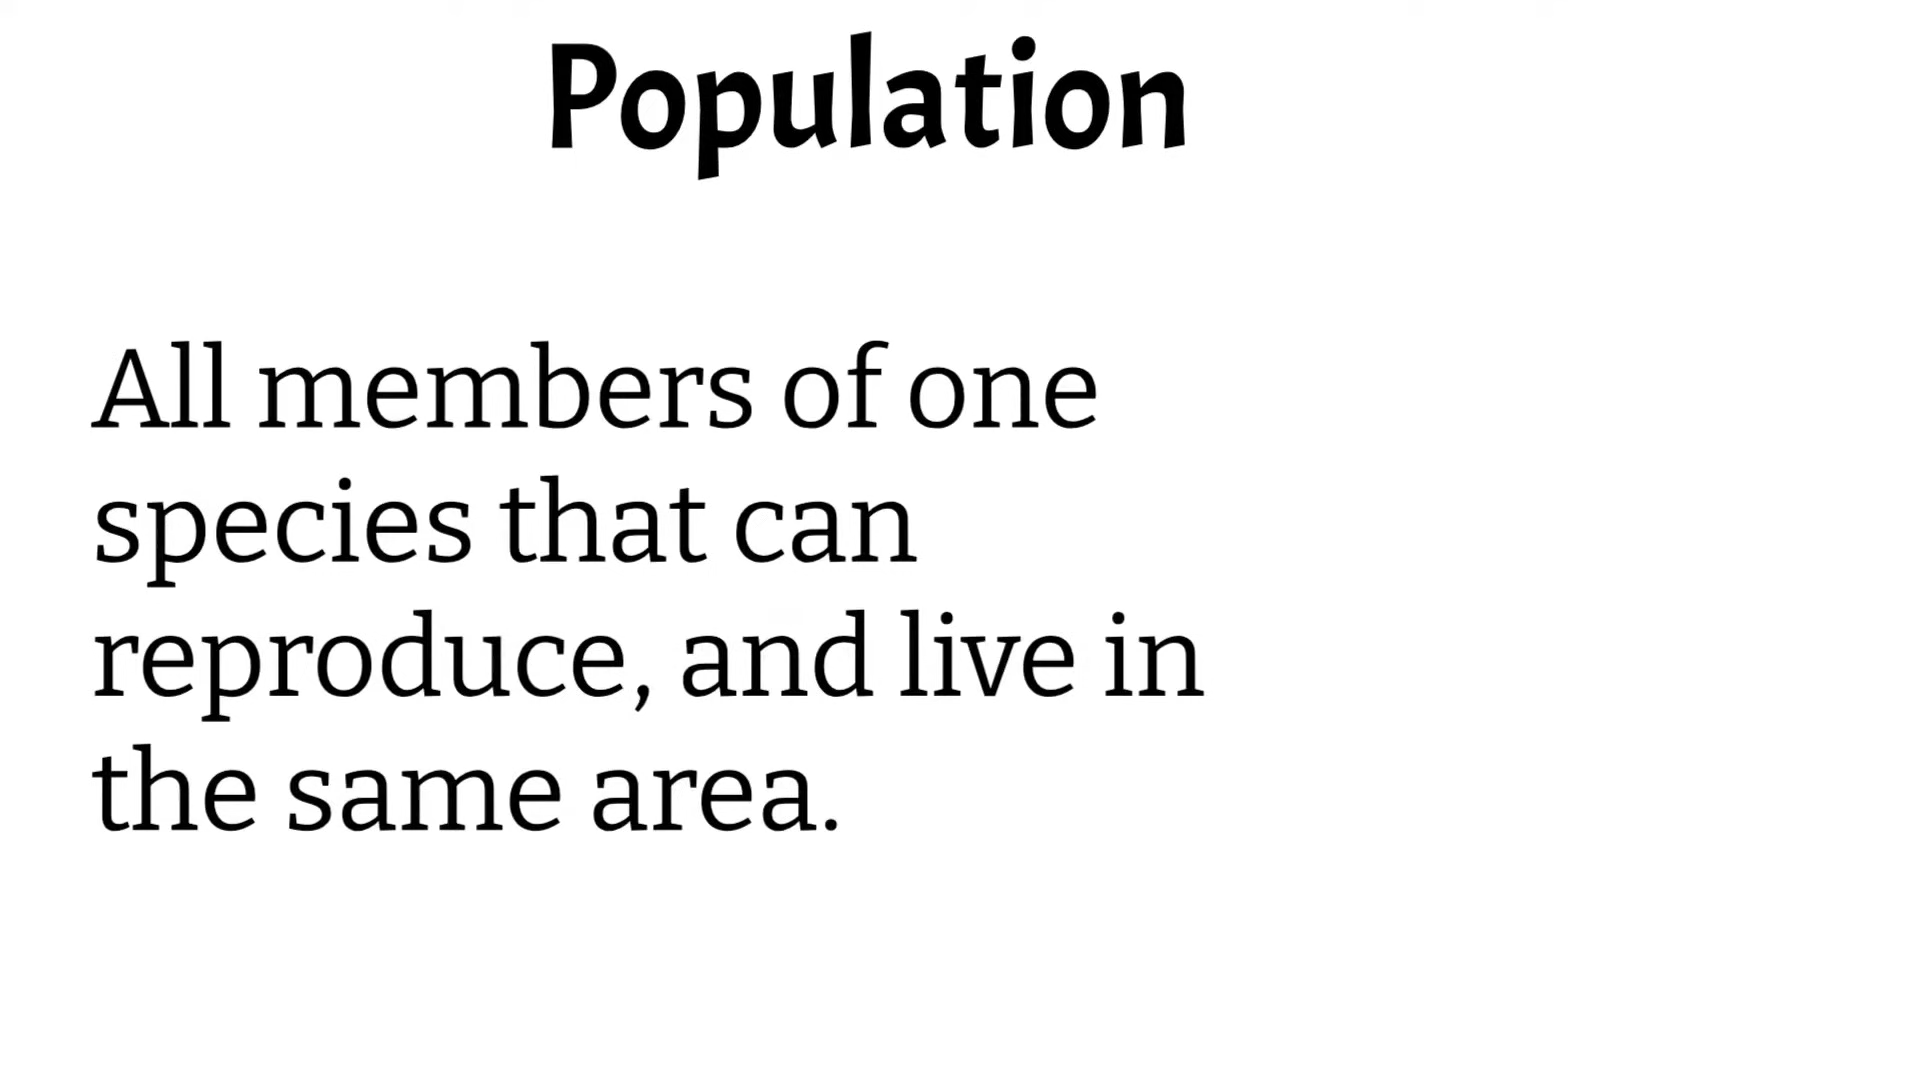 Population
All members of one
species that can
reproduce, and live in
the same area.